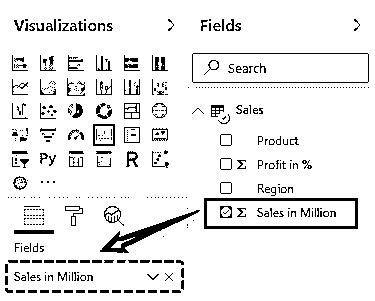 Visualizations
Fields
Search
Sales
Product
Σ Profit in %
Region
Σ Sales in Million
Py
R
...
Fields
Sales in Million